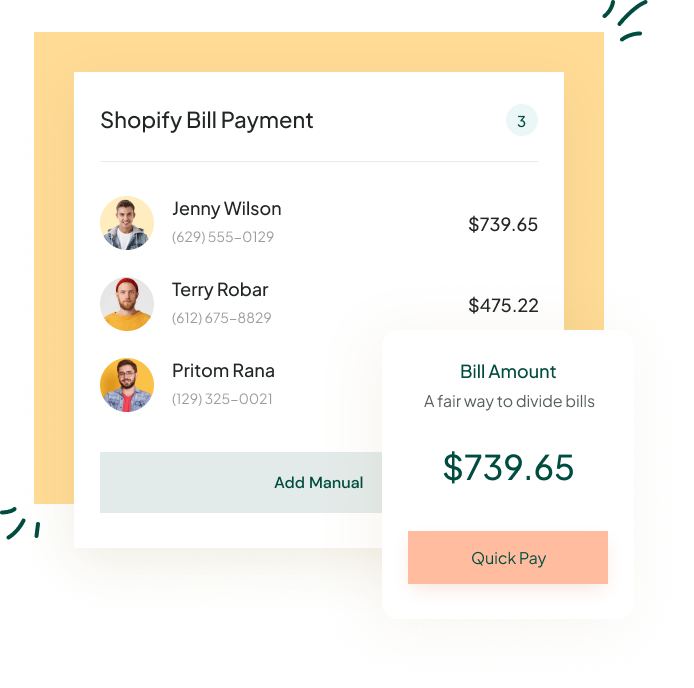 Shopify Bill Payment
3
Jenny Wilson
(629) 555–0129
$739.65
Terry Robar
(612) 675–8829
$475.22
Pritom Rana
(129) 325–0021
Add Manual
Bill Amount
A fair way to divide bills
$739.65
Quick Pay